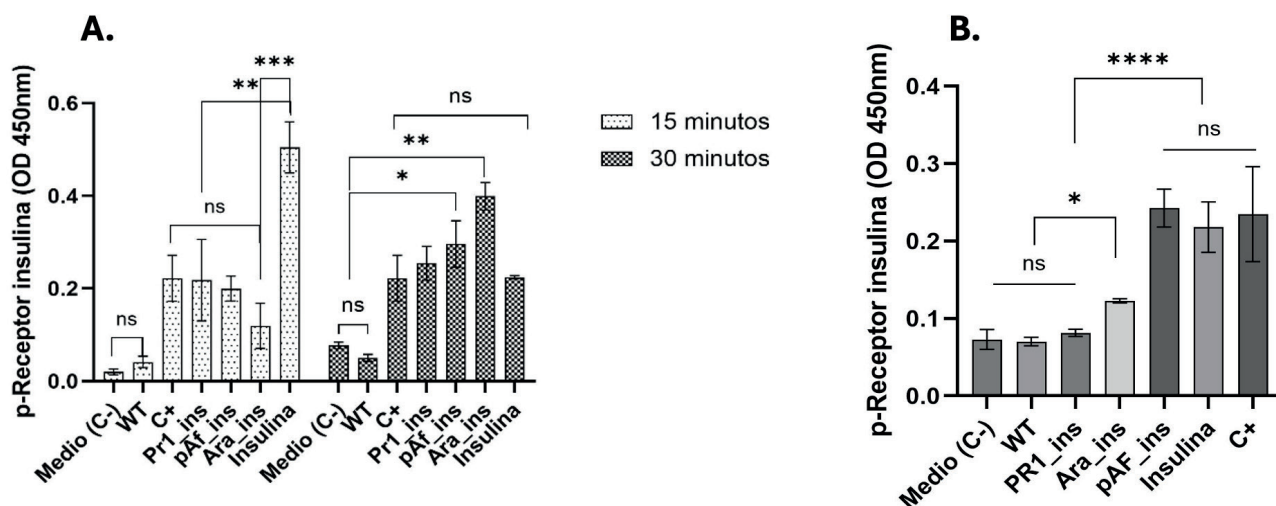 A.
p-Receptor insulina (OD 450nm)
0.6
0.4
0.2
0.0
ns
ns
**
***
ns
*
**
ns
Medio (C-)
WT
C+
Pr1_ins
pAf_ins
Ara_ins
Insulina
Medio (C-)
WT
C+
Pr1_ins
pAf_ins
Ara_ins
Insulina
15 minutos
30 minutos
B.
p-Receptor insulina (OD 450nm)
0.4
0.3
0.2
0.1
0.0
ns
*
****
ns
Medio (C-)
WT
PR1_ins
Ara_ins
pAF_ins
Insulina
C+